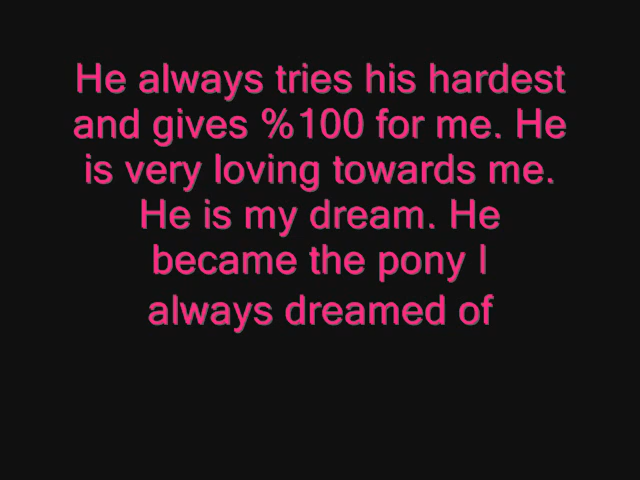 He always tries his hardest
and gives %100 for me. He
is very loving towards me.
He is my dream. He
became the pony I
always dreamed of